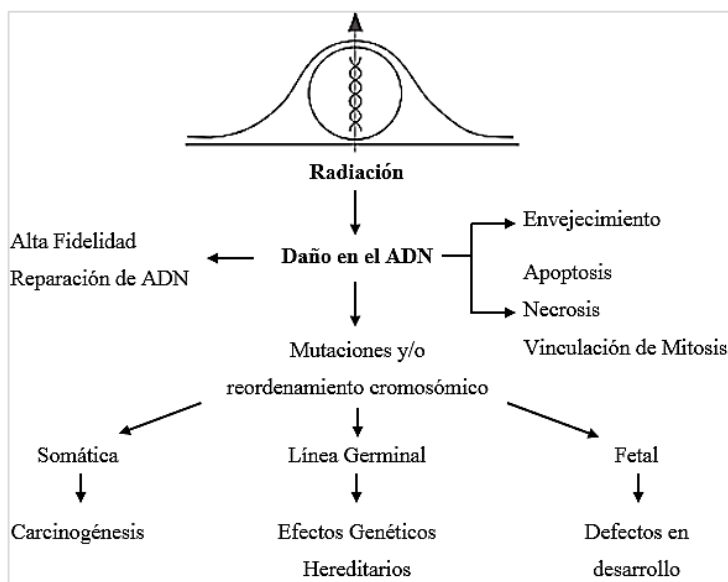 Radiación
Alta Fidelidad
Reparación de ADN
Daño en el ADN
Envejecimiento
Apoptosis
Necrosis
Vinculación de Mitosis
Mutaciones y/o
reordenamiento cromosómico
Somática
Línea Germinal
Fetal
Carcinogénesis
Efectos Genéticos
Hereditarios
Defectos en
desarrollo